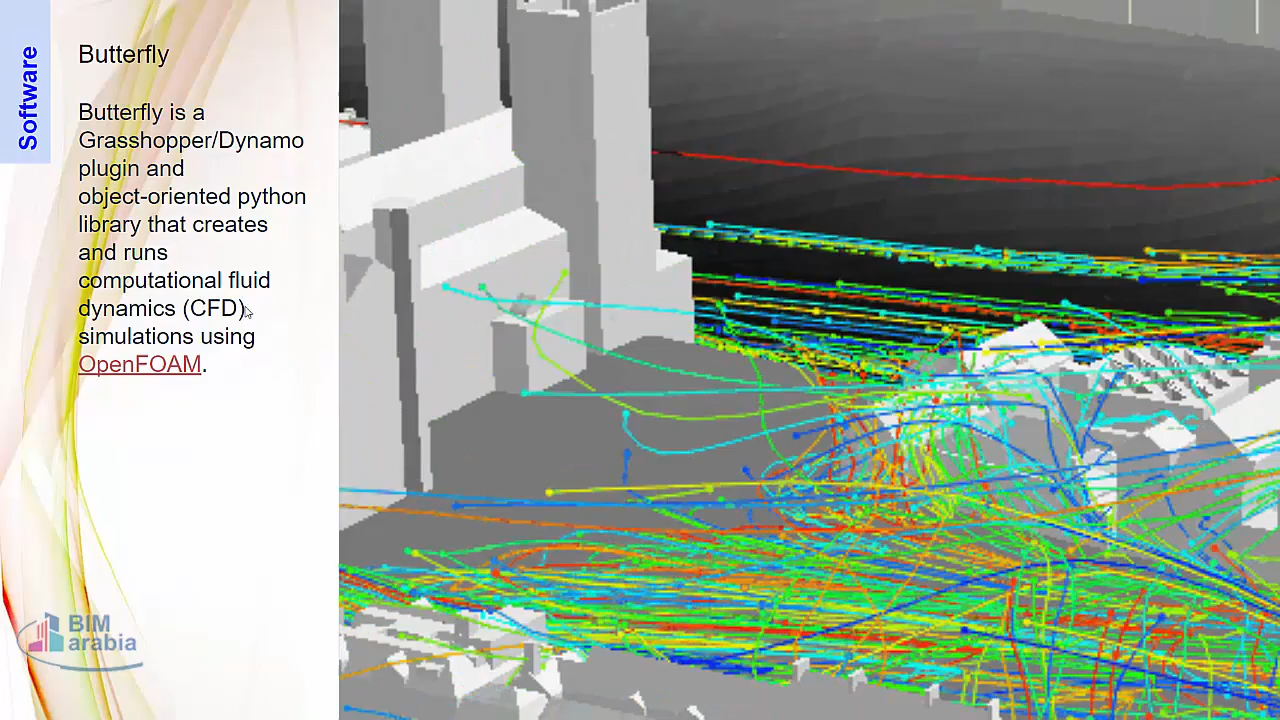 Software
Butterfly
Butterfly is a
Grasshopper/Dynamo
plugin and
object-oriented python
library that creates
and runs
computational fluid
dynamics (CFD)
simulations using
OpenFOAM.
BIM
arabia